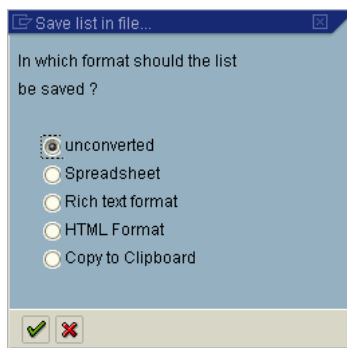 Save list in file...
In which format should the list
be saved ?
unconverted
Spreadsheet
Rich text format
HTML Format
Copy to Clipboard